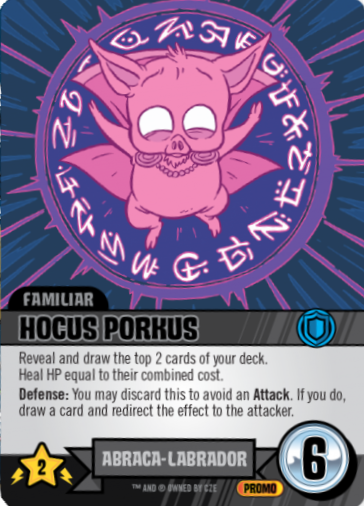 FAMILIAR
HOCUS PORKUS
Reveal and draw the top 2 cards of your deck.
Heal HP equal to their combined cost.
Defense: You may discard this to avoid an Attack. If you do,
draw a card and redirect the effect to the attacker.
2
ABRACA-LABRADOR
6
™ AND © OWNED BY CZE
PROMO